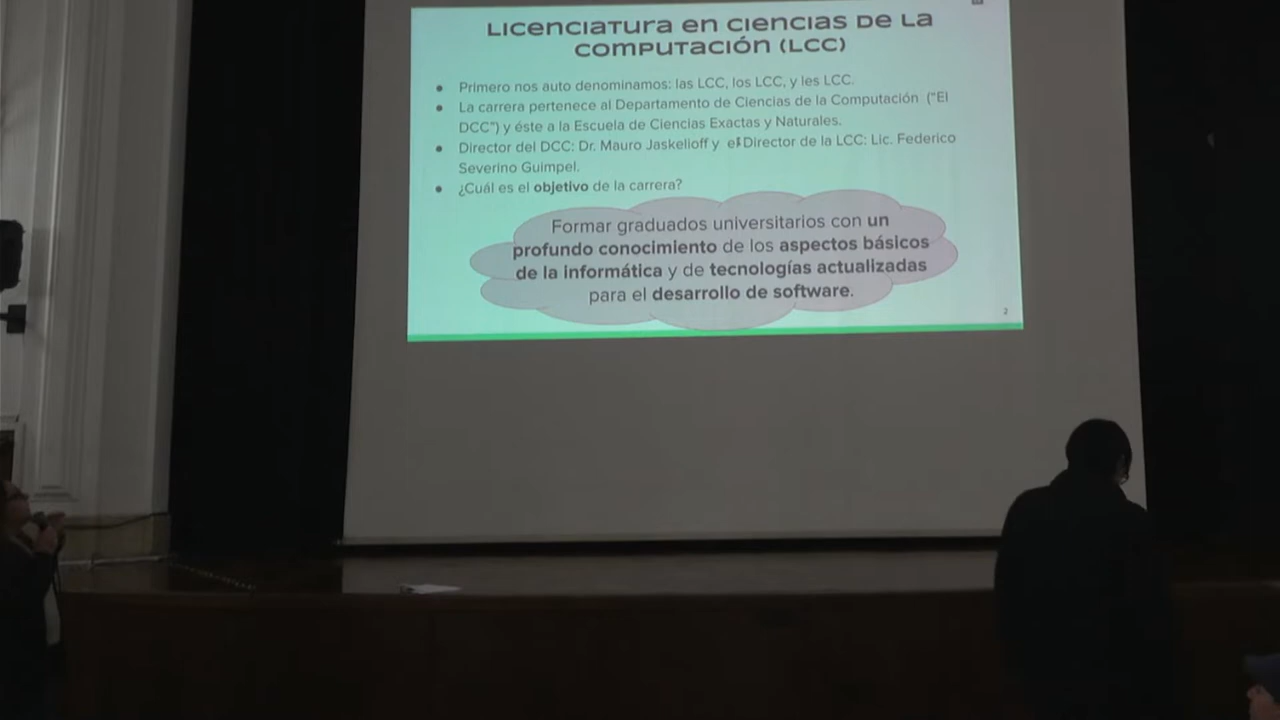 Licenciatura en ciencias de la
computación (LCC)
● Primero nos auto denominamos: las LCC, los LCC, y les LCC.
● La carrera pertenece al Departamento de Ciencias de la Computación ("El
DCC") y éste a la Escuela de Ciencias Exactas y Naturales.
● Director del DCC: Dr. Mauro Jaskelioff y el Director de la LCC: Lic. Federico
Severino Guimpel.
● ¿Cuál es el objetivo de la carrera?
Formar graduados universitarios con un
profundo conocimiento de los aspectos básicos
de la informática y de tecnologías actualizadas
para el desarrollo de software.
2